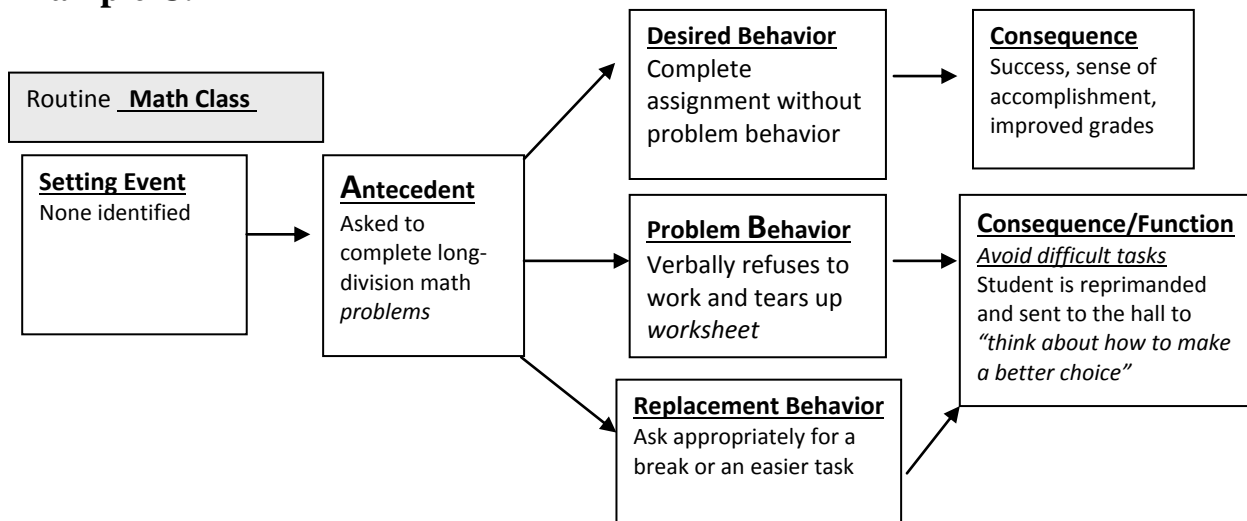 Routine Math Class
Setting Event
None identified
Antecedent
Asked to
complete long-
division math
problems
Desired Behavior
Complete
assignment without
problem behavior
Consequence
Success, sense of
accomplishment,
improved grades
Problem Behavior
Verbally refuses to
work and tears up
worksheet
Consequence/Function
Avoid difficult tasks
Student is reprimanded
and sent to the hall to
“think about how to make
a better choice”
Replacement Behavior
Ask appropriately for a
break or an easier task